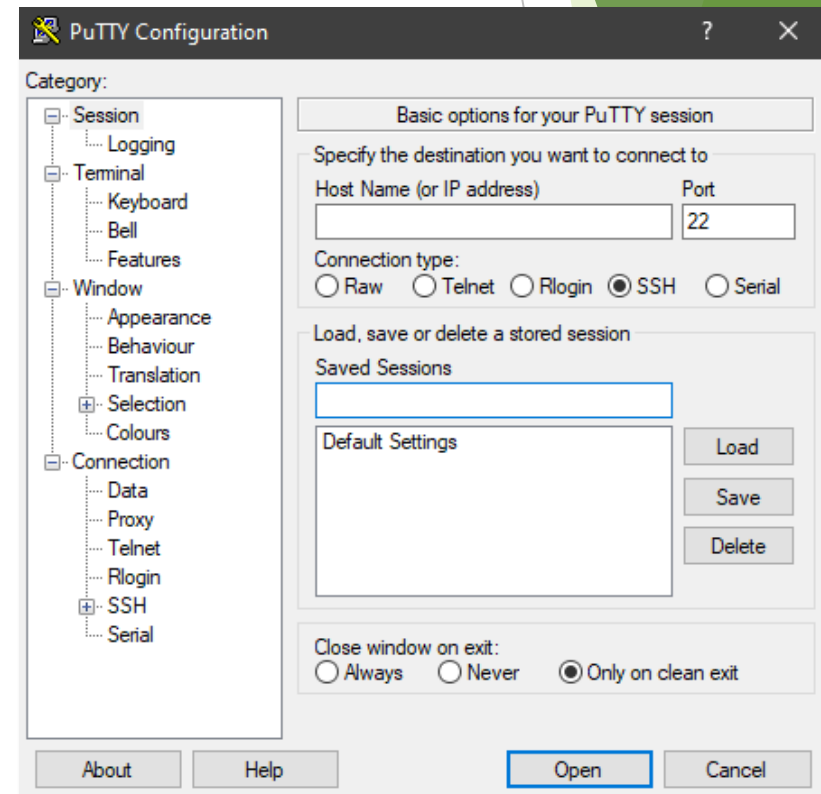 PuTTY Configuration
?
Category:
Session
Logging
Terminal
Keyboard
Bell
Features
Window
Appearance
Behaviour
Translation
Selection
Colours
Connection
Data
Proxy
Telnet
Rlogin
SSH
Serial
Basic options for your PuTTY session
Specify the destination you want to connect to
Host Name (or IP address) Port
22
Connection type:
Raw Telnet Rlogin SSH Serial
Load, save or delete a stored session
Saved Sessions
Default Settings
Load
Save
Delete
Close window on exit:
Always Never Only on clean exit
About Help Open Cancel